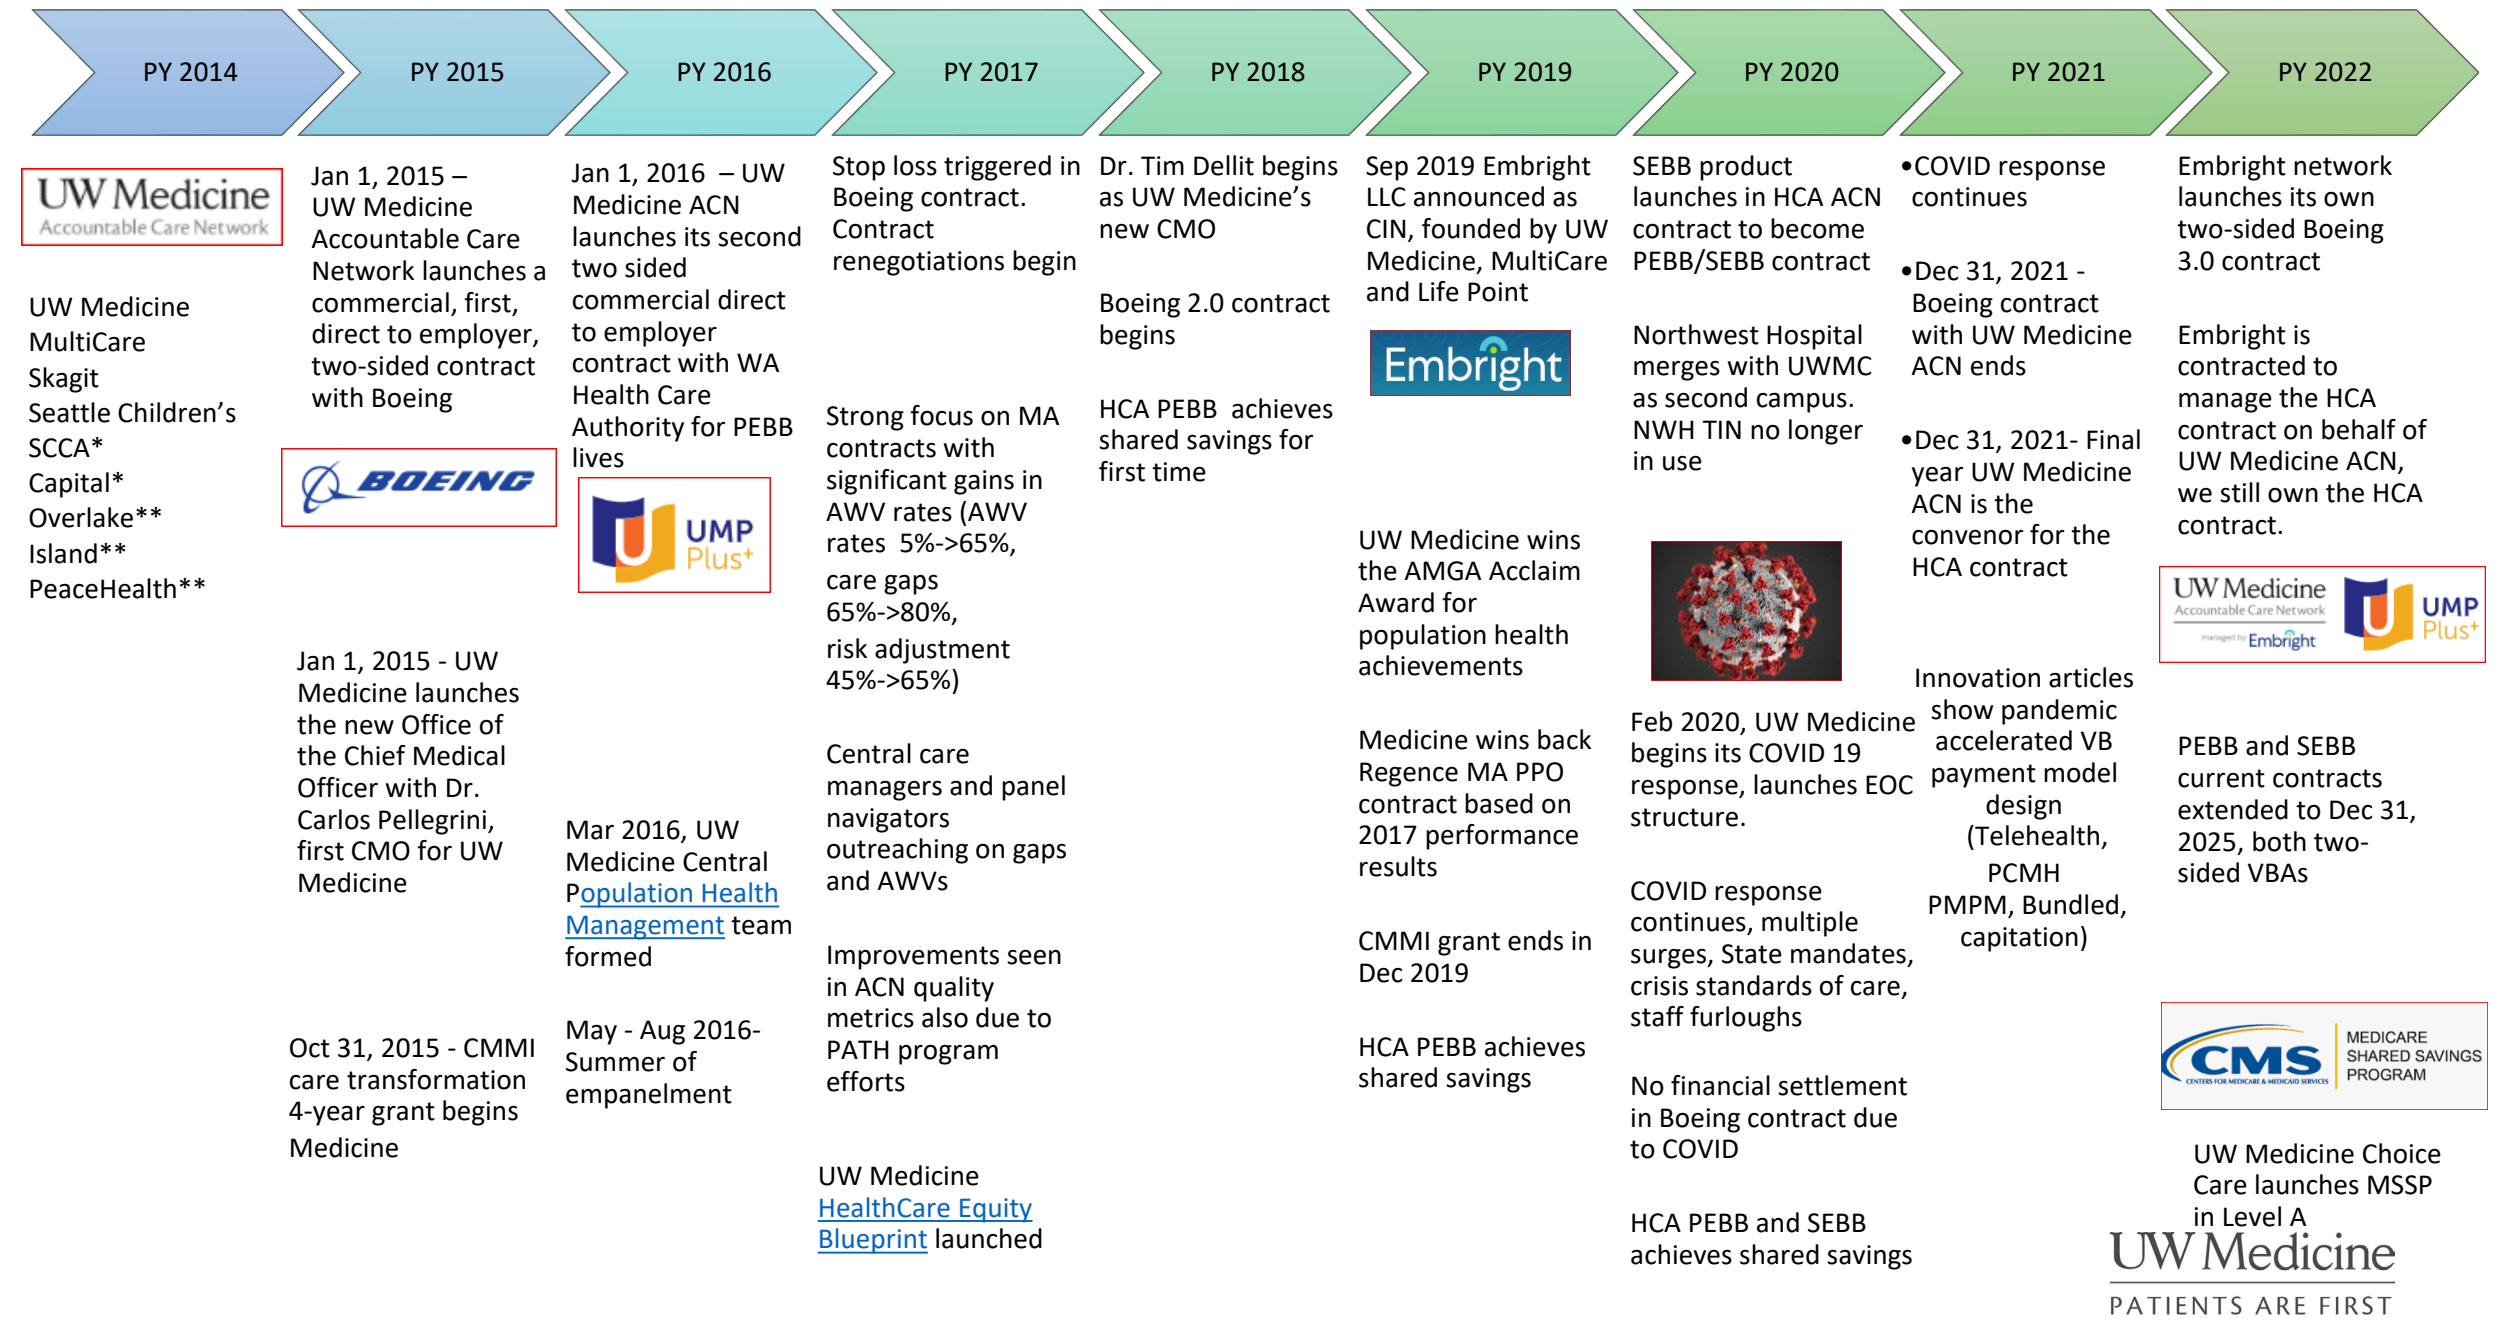 PY 2014
PY 2015
PY 2016
PY 2017
PY 2018
PY 2019
PY 2020
PY 2021
PY 2022
UW Medicine
Accountable Care Network
UW Medicine
MultiCare
Skagit
Seattle Children’s
SCCA*
Capital*
Overlake**
Island**
PeaceHealth**
Jan 1, 2015 –
UW Medicine
Accountable Care
Network launches a
commercial, first,
direct to employer,
two-sided contract
with Boeing
BOEING
Jan 1, 2015 - UW
Medicine launches
the new Office of
the Chief Medical
Officer with Dr.
Carlos Pellegrini,
first CMO for UW
Medicine
Oct 31, 2015 - CMMI
care transformation
4-year grant begins
Medicine
Jan 1, 2016 – UW
Medicine ACN
launches its second
two sided
commercial direct
to employer
contract with WA
Health Care
Authority for PEBB
lives
UMP
Plus+
Mar 2016, UW
Medicine Central
Population Health
Management team
formed
May - Aug 2016-
Summer of
empanelment
Stop loss triggered in
Boeing contract.
Contract
renegotiations begin
Strong focus on MA
contracts with
significant gains in
AWV rates (AWV
rates 5%->65%,
care gaps
65%->80%,
risk adjustment
45%->65%)
Central care
managers and panel
navigators
outreaching on gaps
and AWVs
Improvements seen
in ACN quality
metrics also due to
PATH program
efforts
UW Medicine
HealthCare Equity
Blueprint launched
Dr. Tim Dellit begins
as UW Medicine’s
new CMO
Boeing 2.0 contract
begins
HCA PEBB achieves
shared savings for
first time
Sep 2019 Embright
LLC announced as
CIN, founded by UW
Medicine, MultiCare
and Life Point
Embright
UW Medicine wins
the AMGA Acclaim
Award for
population health
achievements
Medicine wins back
Regence MA PPO
contract based on
2017 performance
results
CMMI grant ends in
Dec 2019
HCA PEBB achieves
shared savings
SEBB product
launches in HCA ACN
contract to become
PEBB/SEBB contract
Northwest Hospital
merges with UWMC
as second campus.
NWH TIN no longer
in use
Feb 2020, UW Medicine
begins its COVID 19
response, launches EOC
structure.
COVID response
continues, multiple
surges, State mandates,
crisis standards of care,
staff furloughs
No financial settlement
in Boeing contract due
to COVID
HCA PEBB and SEBB
achieves shared savings
•COVID response
continues
•Dec 31, 2021 -
Boeing contract
with UW Medicine
ACN ends
•Dec 31, 2021- Final
year UW Medicine
ACN is the
convenor for the
HCA contract
Innovation articles
show pandemic
accelerated VB
payment model
design
(Telehealth,
PCMH
PMPM, Bundled,
capitation)
Embright network
launches its own
two-sided Boeing
3.0 contract
Embright is
contracted to
manage the HCA
contract on behalf of
UW Medicine ACN,
we still own the HCA
contract.
UW Medicine
Accountable Care Network
managed by Embright
UMP
Plus+
PEBB and SEBB
current contracts
extended to Dec 31,
2025, both two-
sided VBAs
CMS
CENTERS FOR MEDICARE & MEDICAID SERVICES
MEDICARE
SHARED SAVINGS
PROGRAM
UW Medicine Choice
Care launches MSSP
in Level A
UW Medicine
PATIENTS ARE FIRST